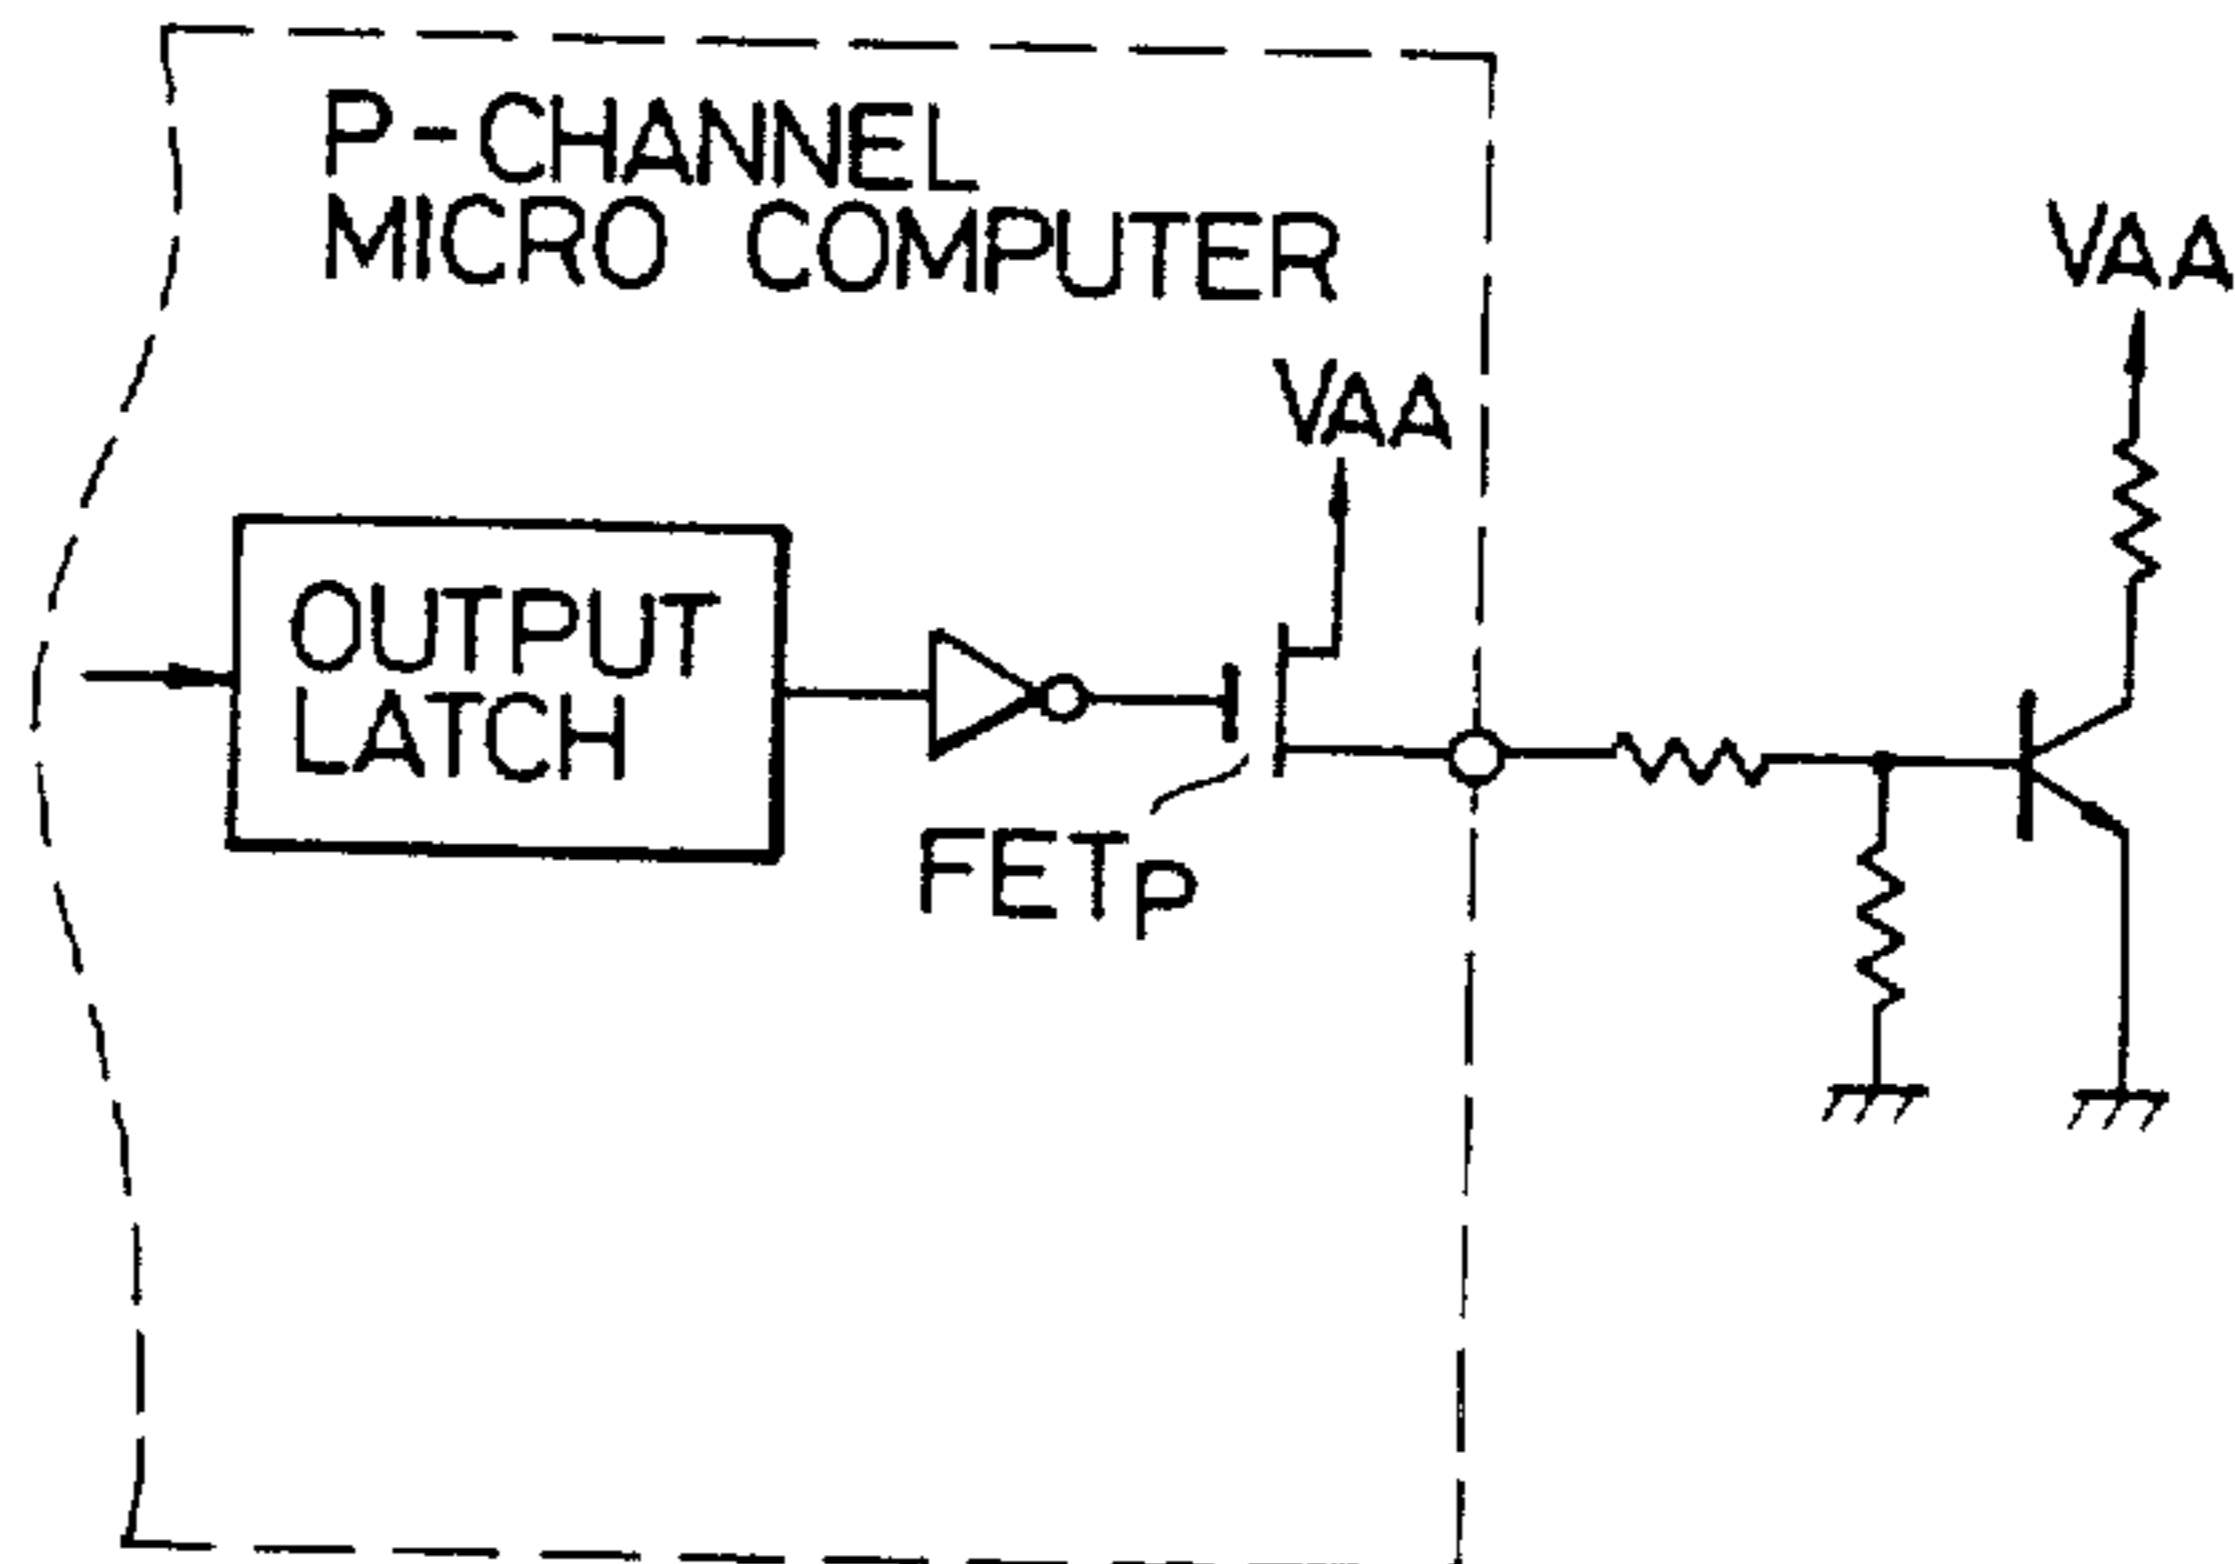 P-CHANNEL
MICRO COMPUTER
VAA
VAA
OUTPUT
LATCH
FETP